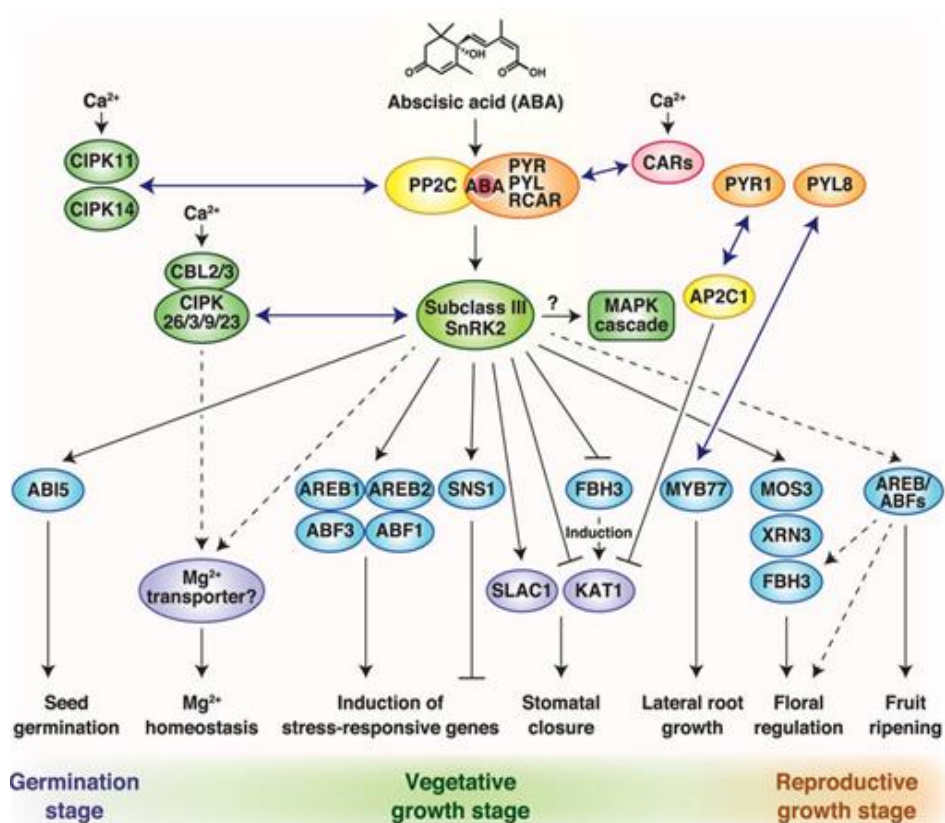 O
OH
OH
Abscisic acid (ABA)
Ca²⁺
Ca²⁺
CIPK11
CIPK14
PP2C
ABA
PYR
PYL
RCAR
CARs
PYR1
PYL8
Ca²⁺
CBL2/3
CIPK
26/3/9/23
Subclass III
SnRK2
?
MAPK
cascade
AP2C1
ABI5
AREB1
AREB2
SNS1
FBH3
MYB77
MOS3
AREB/
ABFs
ABF3
ABF1
Induction
XRN3
FBH3
Mg²⁺
transporter?
SLAC1
KAT1
Seed
germination
Mg²⁺
homeostasis
Induction of
stress-responsive genes
Stomatal
closure
Lateral root
growth
Floral
regulation
Fruit
ripening
Germination
stage
Vegetative
growth stage
Reproductive
growth stage